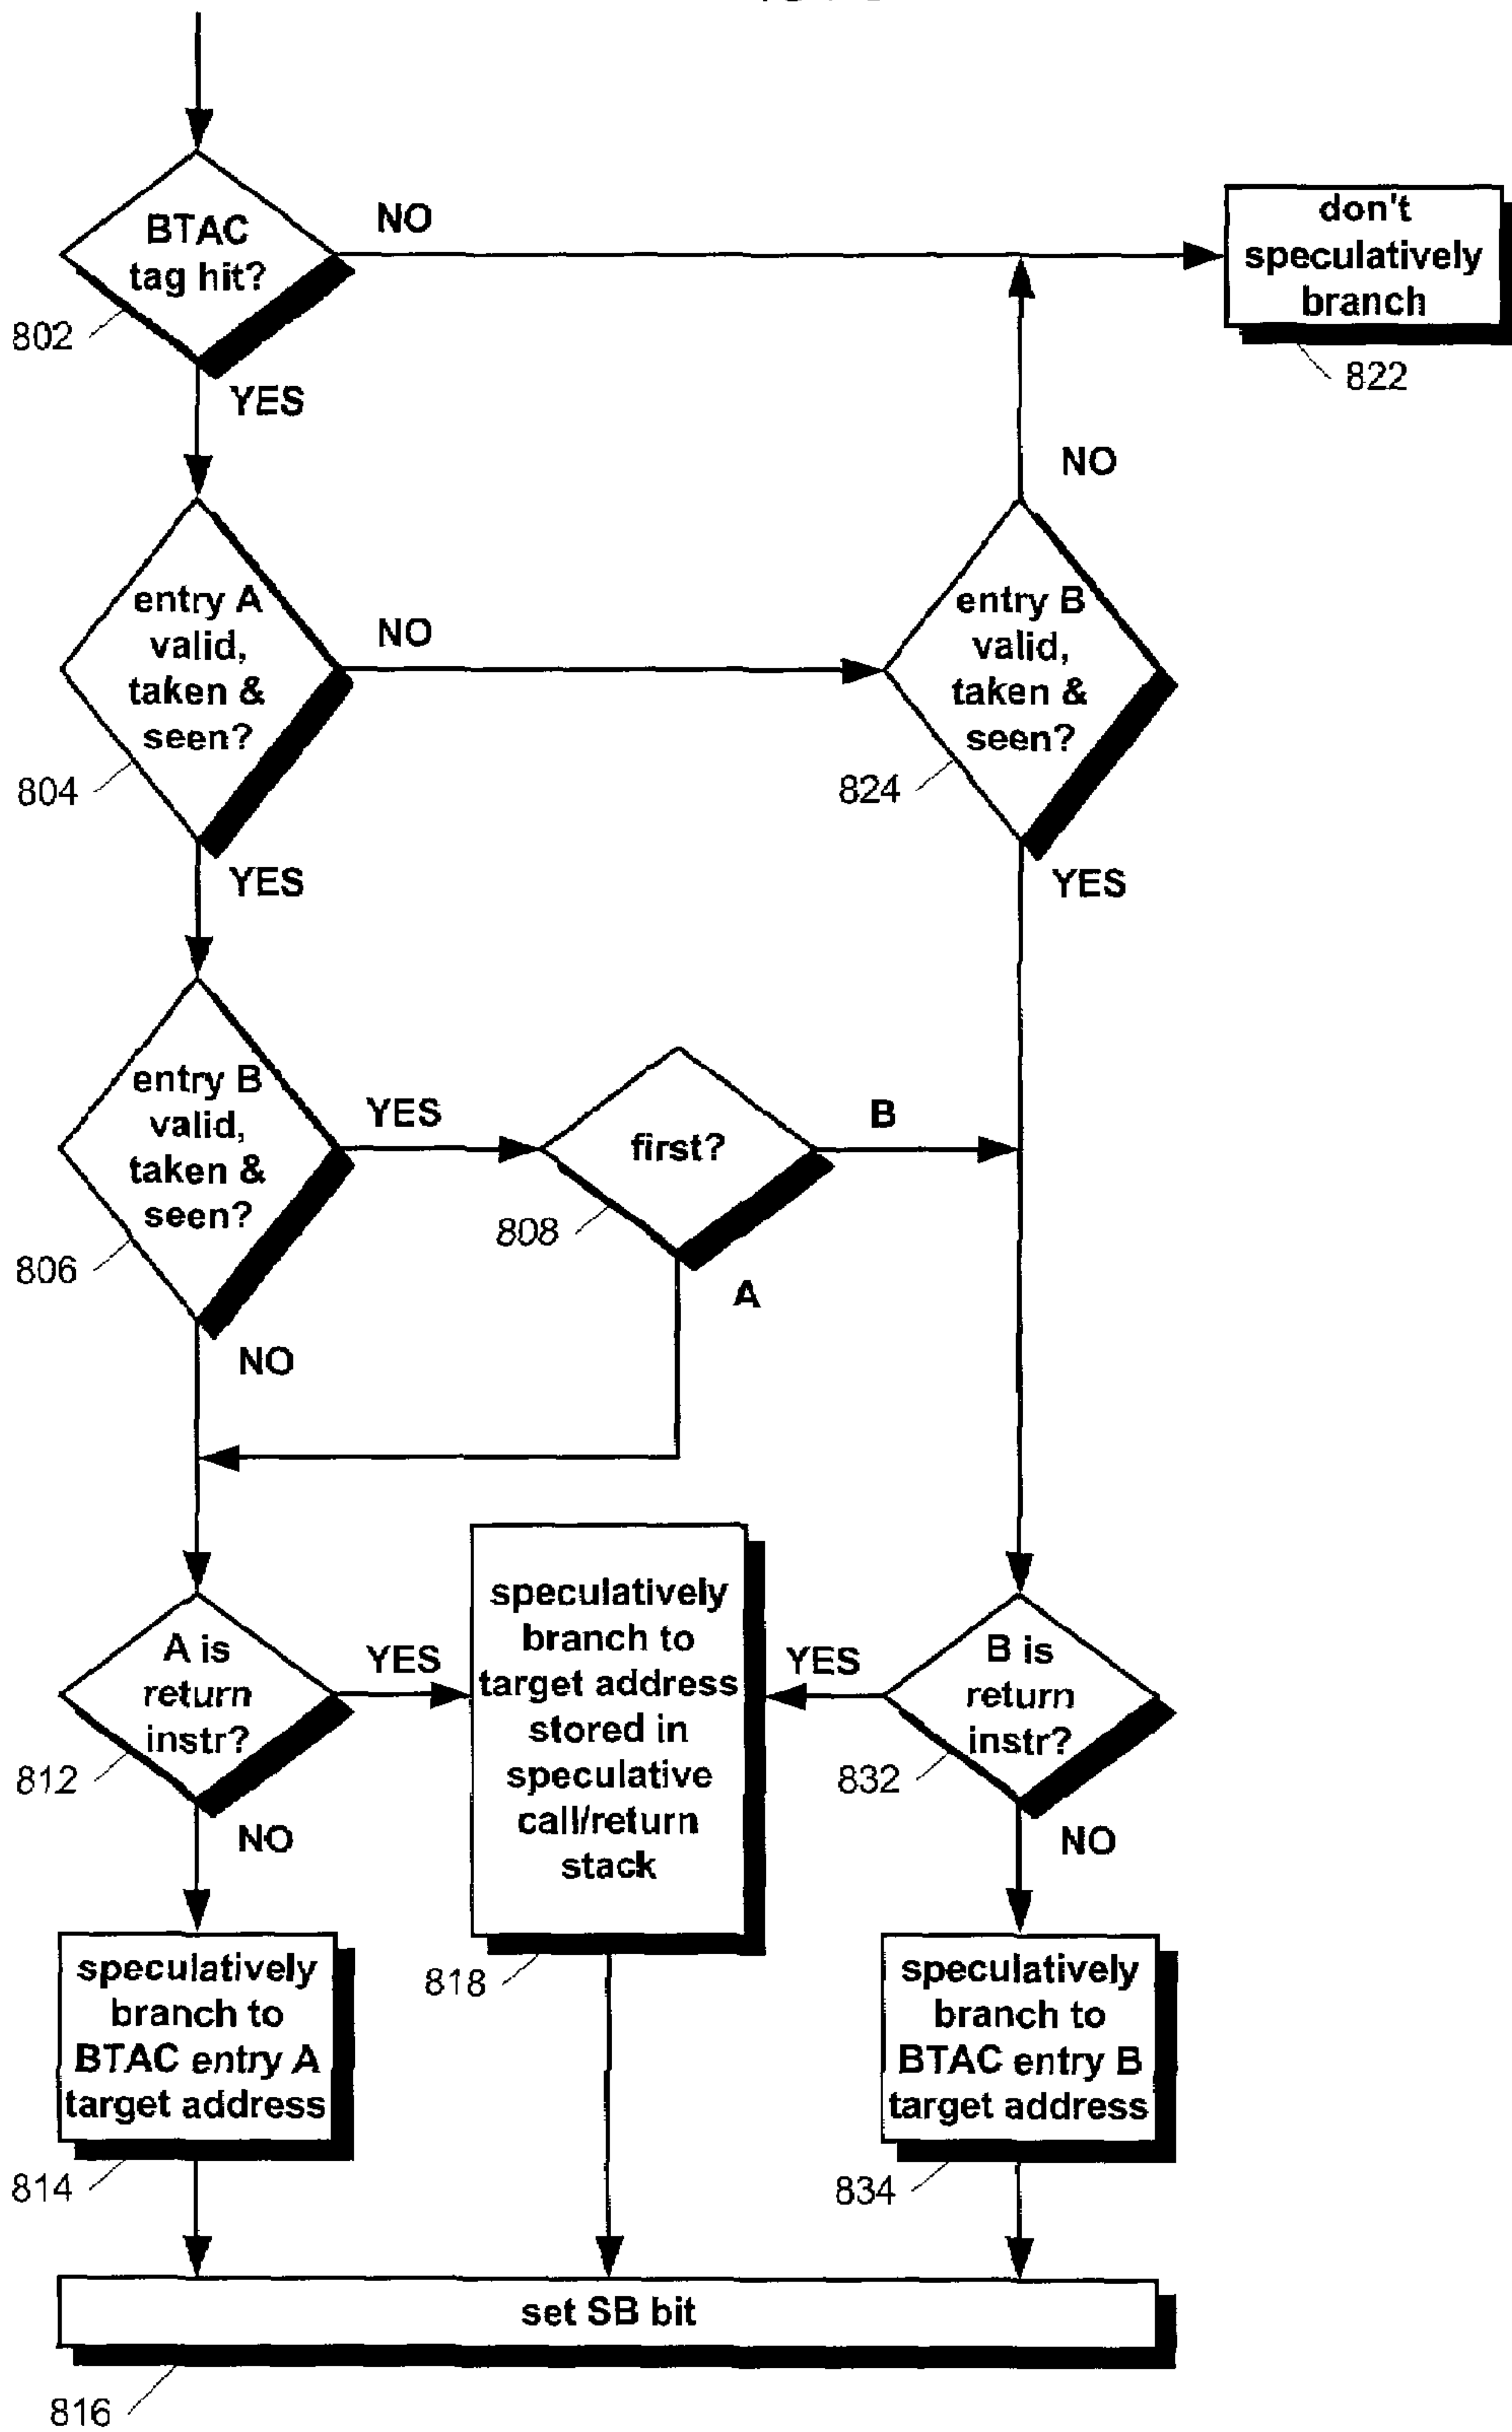 BTAC
tag hit?
NO
don't
speculatively
branch
802
822
YES
NO
entry A
valid,
taken &
seen?
NO
entry B
valid,
taken &
seen?
804
824
YES
YES
entry B
valid,
taken &
seen?
YES
first?
B
808
806
A
NO
A is
return
instr?
YES
speculatively
branch to
target address
stored in
speculative
call/return
stack
YES
B is
return
instr?
812
832
NO
NO
speculatively
branch to
BTAC entry A
target address
818
speculatively
branch to
BTAC entry B
target address
814
834
set SB bit
816